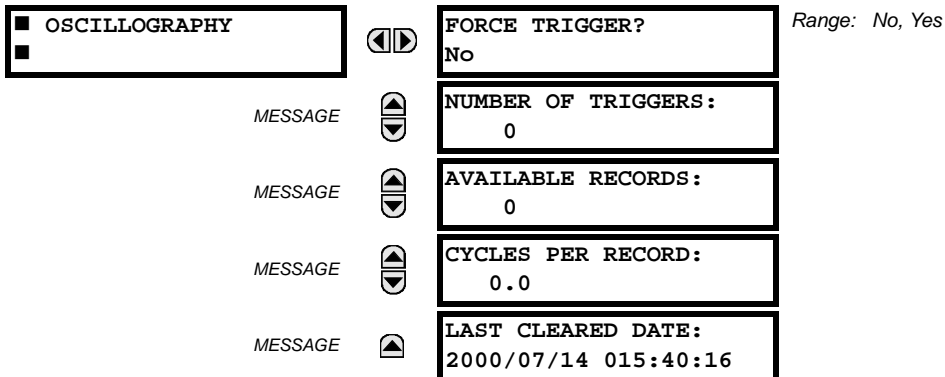 ■ OSCILLOGRAPHY
■
FORCE TRIGGER?
No
Range: No, Yes
MESSAGE
NUMBER OF TRIGGERS:
0
MESSAGE
AVAILABLE RECORDS:
0
MESSAGE
CYCLES PER RECORD:
0.0
MESSAGE
LAST CLEARED DATE:
2000/07/14 015:40:16